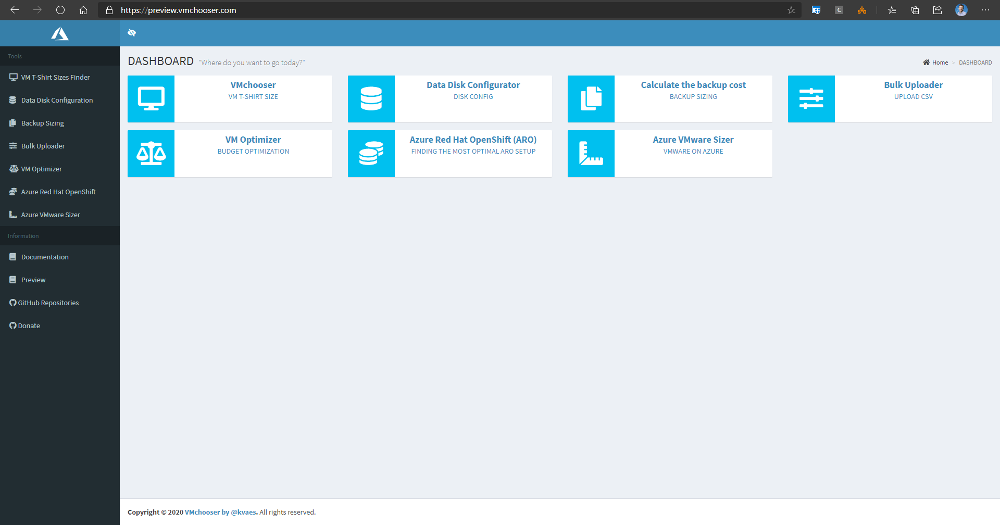 https://preview.vmchooser.com
C
Tools
VM T-Shirt Sizes Finder
Data Disk Configuration
Backup Sizing
Bulk Uploader
VM Optimizer
Azure Red Hat OpenShift
Azure VMware Sizer
Information
Documentation
Preview
GitHub Repositories
Donate
DASHBOARD "Where do you want to go today?"
Home > DASHBOARD
VMchooser
VM T-SHIRT SIZE
Data Disk Configurator
DISK CONFIG
Calculate the backup cost
BACKUP SIZING
Bulk Uploader
UPLOAD CSV
VM Optimizer
BUDGET OPTIMIZATION
Azure Red Hat OpenShift (ARO)
FINDING THE MOST OPTIMAL ARO SETUP
Azure VMware Sizer
VMWARE ON AZURE
Copyright © 2020 VMchooser by @kvaes. All rights reserved.